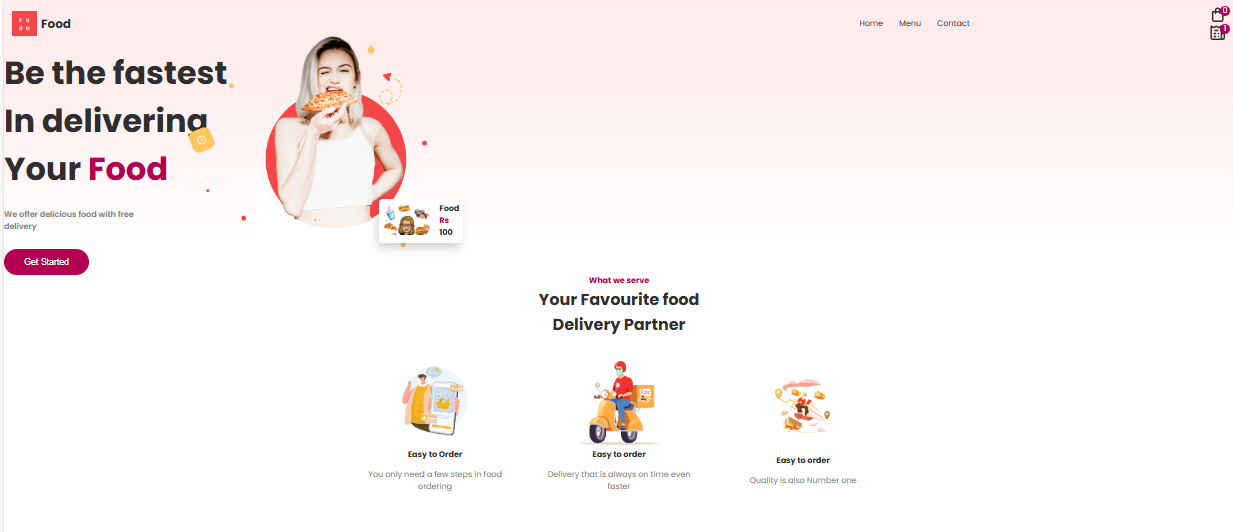 FU
DO
Food
Home Menu Contact
0
1
Be the fastest
In delivering
Your Food
We offer delicious food with free
delivery
Get Started
Food
Rs
100
What we serve
Your Favourite food
Delivery Partner
Easy to Order
Easy to order
Easy to order
You only need a few steps in food
ordering
Delivery that is always on time even
faster
Quality is also Number one